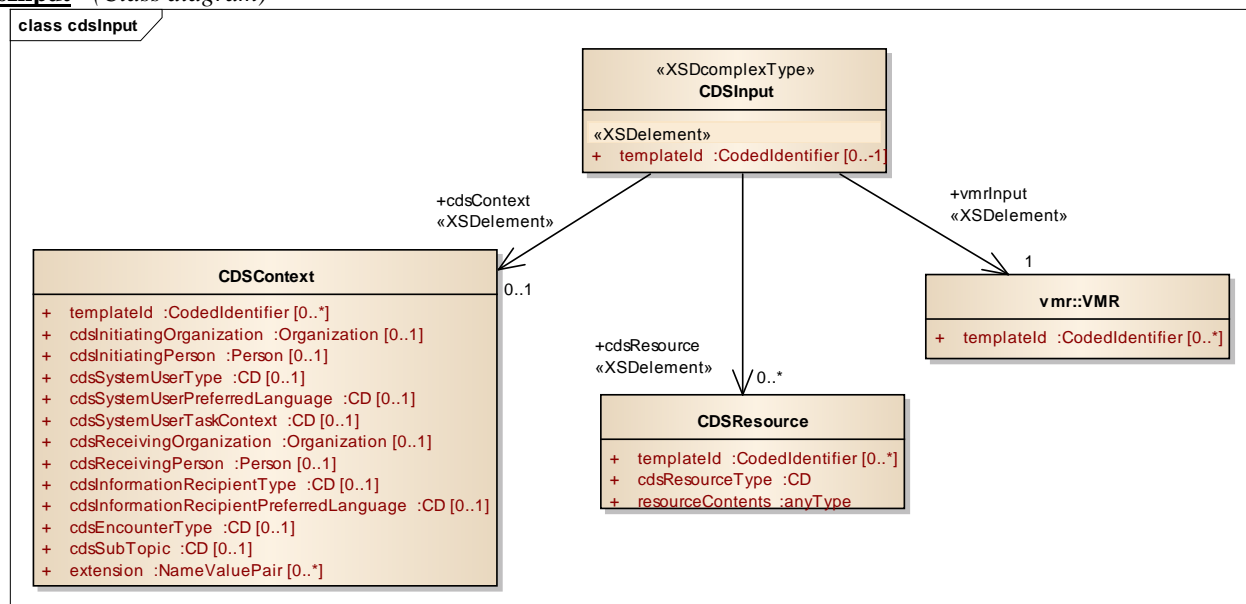 (Class diagram)
class cdsInput
«XSDcomplexType»
CDSInput
«XSDelement»
+ templateId :CodedIdentifier [0..-1]
+cdsContext
«XSDelement»
0..1
+vmrInput
«XSDelement»
1
+cdsResource
«XSDelement»
0..*
CDSContext
+ templateId :CodedIdentifier [0..*]
+ cdsInitiatingOrganization :Organization [0..1]
+ cdsInitiatingPerson :Person [0..1]
+ cdsSystemUserType :CD [0..1]
+ cdsSystemUserPreferredLanguage :CD [0..1]
+ cdsSystemUserTaskContext :CD [0..1]
+ cdsReceivingOrganization :Organization [0..1]
+ cdsReceivingPerson :Person [0..1]
+ cdsInformationRecipientType :CD [0..1]
+ cdsInformationRecipientPreferredLanguage :CD [0..1]
+ cdsEncounterType :CD [0..1]
+ cdsSubTopic :CD [0..1]
+ extension :NameValuePair [0..*]
vmr::VMR
+ templateId :CodedIdentifier [0..*]
CDSResource
+ templateId :CodedIdentifier [0..*]
+ cdsResourceType :CD
+ resourceContents :anyType